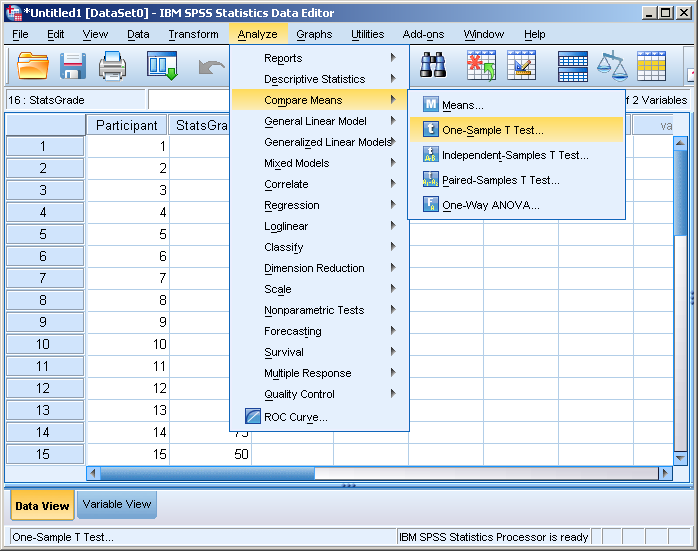 *Untitled1 [DataSet0] - IBM SPSS Statistics Data Editor
File Edit View Data Transform Analyze Graphs Utilities Add-ons Window Help
16 : StatsGrade
of 2 Variables
Participant StatsGra va
Reports
Descriptive Statistics
Compare Means
General Linear Model
Generalized Linear Models
Mixed Models
Correlate
Regression
Loglinear
Classify
Dimension Reduction
Scale
Nonparametric Tests
Forecasting
Survival
Multiple Response
Quality Control
ROC Curve...
Means...
One-Sample T Test...
Independent-Samples T Test...
Paired-Samples T Test...
One-Way ANOVA...
1 1
2 2
3 3
4 4
5 5
6 6
7 7
8 8
9 9
10 10
11 11
12 12
13 13
14 14
15 15 50
Data View Variable View
One-Sample T Test... IBM SPSS Statistics Processor is ready